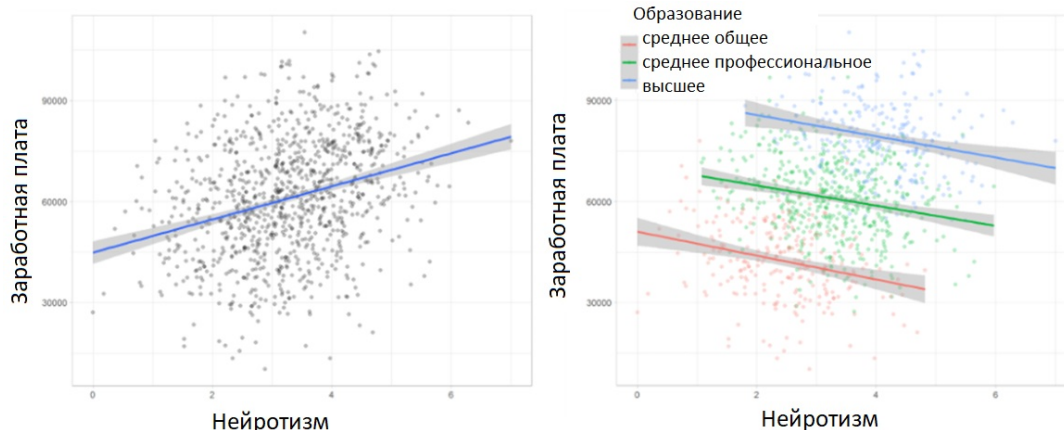 Заработная плата
90000
60000
30000
0
2
4
6
Нейротизм
Образование
среднее общее
среднее профессиональное
высшее
Заработная плата
90000
60000
30000
0
2
4
6
Нейротизм